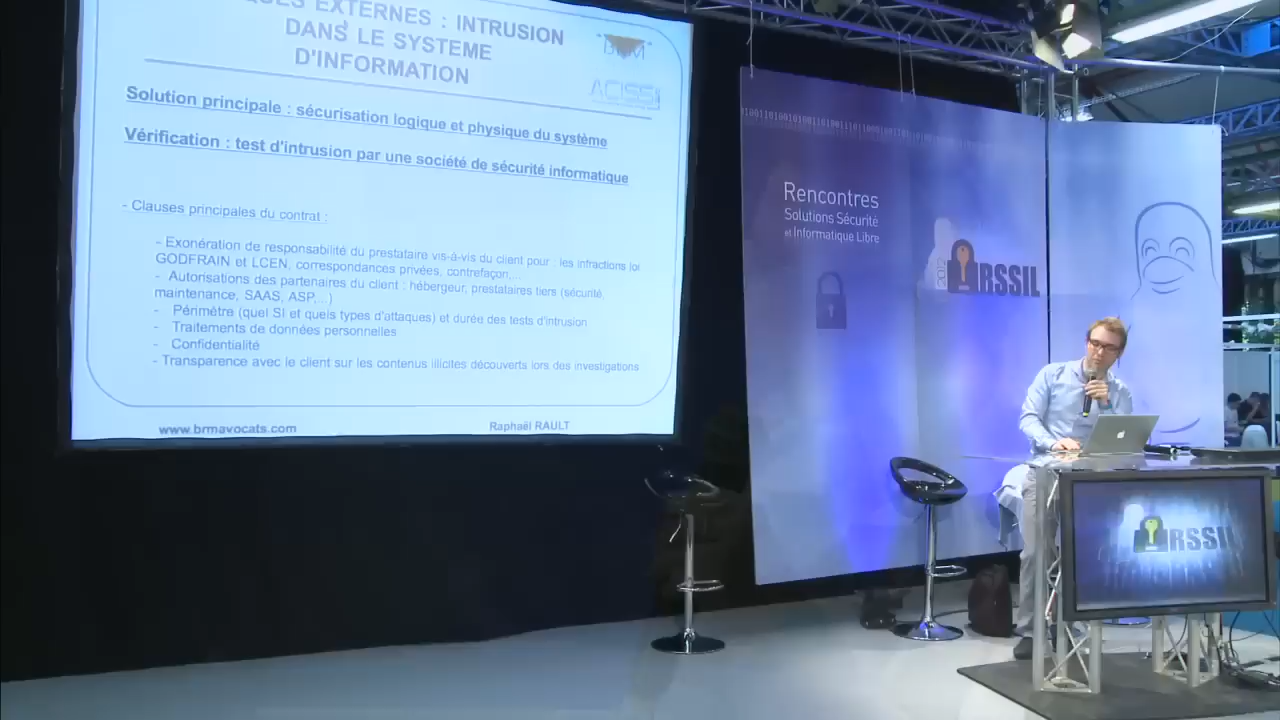 EXTERNES : INTRUSION
DANS LE SYSTEME
D'INFORMATION
ACISSI
Solution principale : sécurisation logique et physique du système
Vérification : test d'intrusion par une société de sécurité informatique
- Clauses principales du contrat :
- Exonération de responsabilité du prestataire vis-à-vis du client pour : les infractions loi
GODFRAIN et LCEN, correspondances privées, contrefaçon,...
- Autorisations des partenaires du client : hébergeur, prestataires tiers (sécurité,
maintenance, SAAS, ASP,...)
- Périmètre (quel SI et quels types d'attaques) et durée des tests d'intrusion
- Traitements de données personnelles
- Confidentialité
- Transparence avec le client sur les contenus illicites découverts lors des investigations
www.brmavocats.com
Raphaël RAULT
Rencontres
Solutions Sécurité
et Informatique Libre
2012
RSSIL
RSSIL